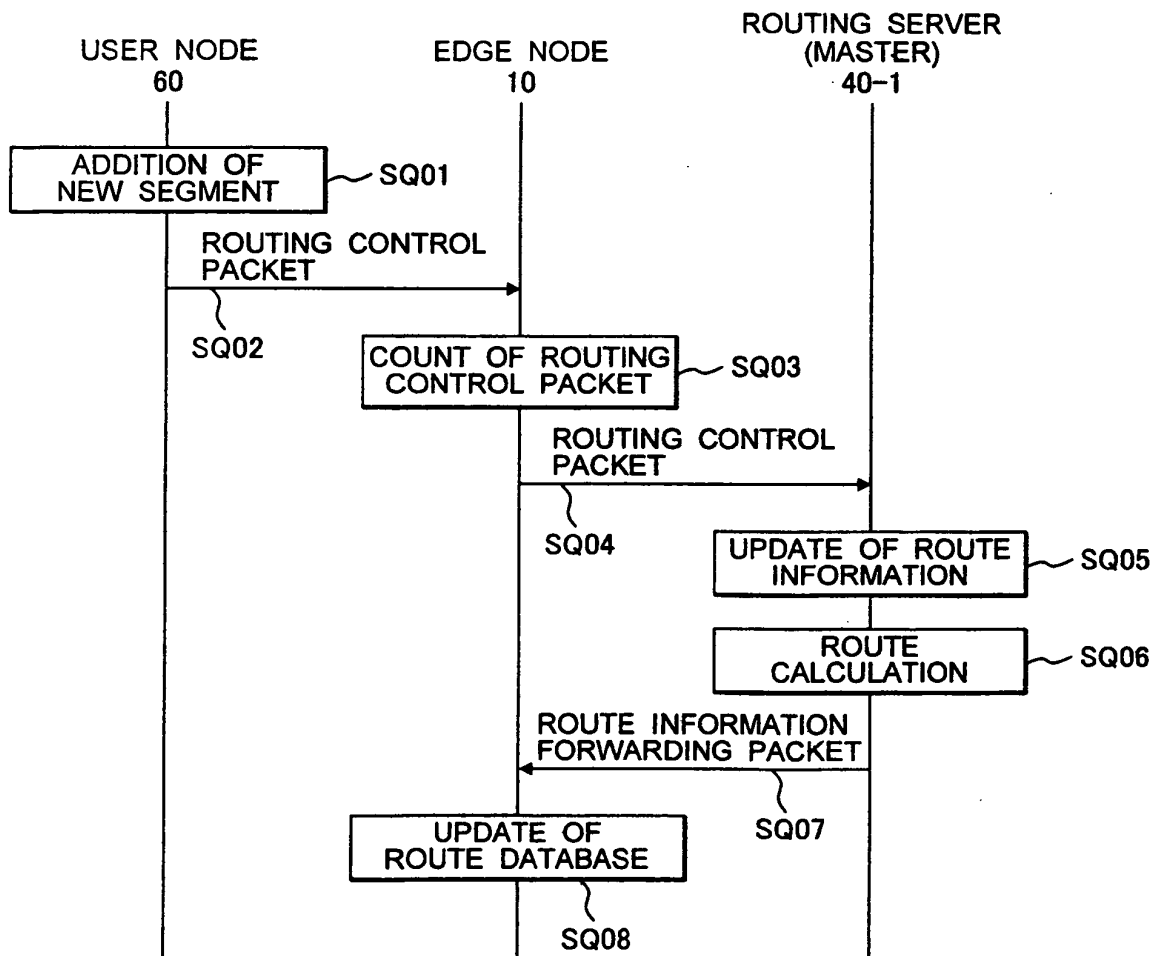 USER NODE
60
EDGE NODE
10
ROUTING SERVER
(MASTER)
40-1
ADDITION OF
NEW SEGMENT
SQ01
ROUTING CONTROL
PACKET
SQ02
COUNT OF ROUTING
CONTROL PACKET
SQ03
ROUTING CONTROL
PACKET
SQ04
UPDATE OF ROUTE
INFORMATION
SQ05
ROUTE
CALCULATION
SQ06
ROUTE INFORMATION
FORWARDING PACKET
SQ07
UPDATE OF
ROUTE DATABASE
SQ08